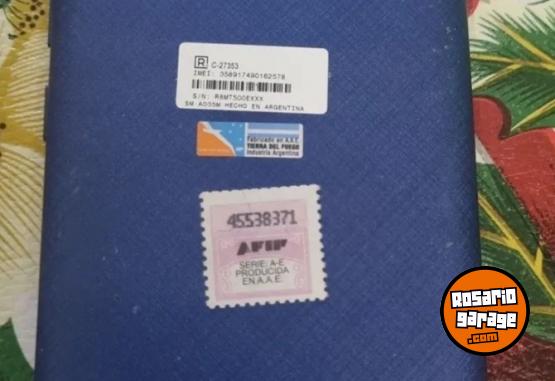 R C-27353
IMEI: 358917490162578
S/N: R8MT500EXXX
SM-A035M HECHO EN ARGENTINA
Fabricado en A.A.E.
TIERRA DEL FUEGO
Industria Argentina
45538371
AFIP
SERIE: A-E
PRODUCIDA
EN A.A.E.
Rosario
garage
.com